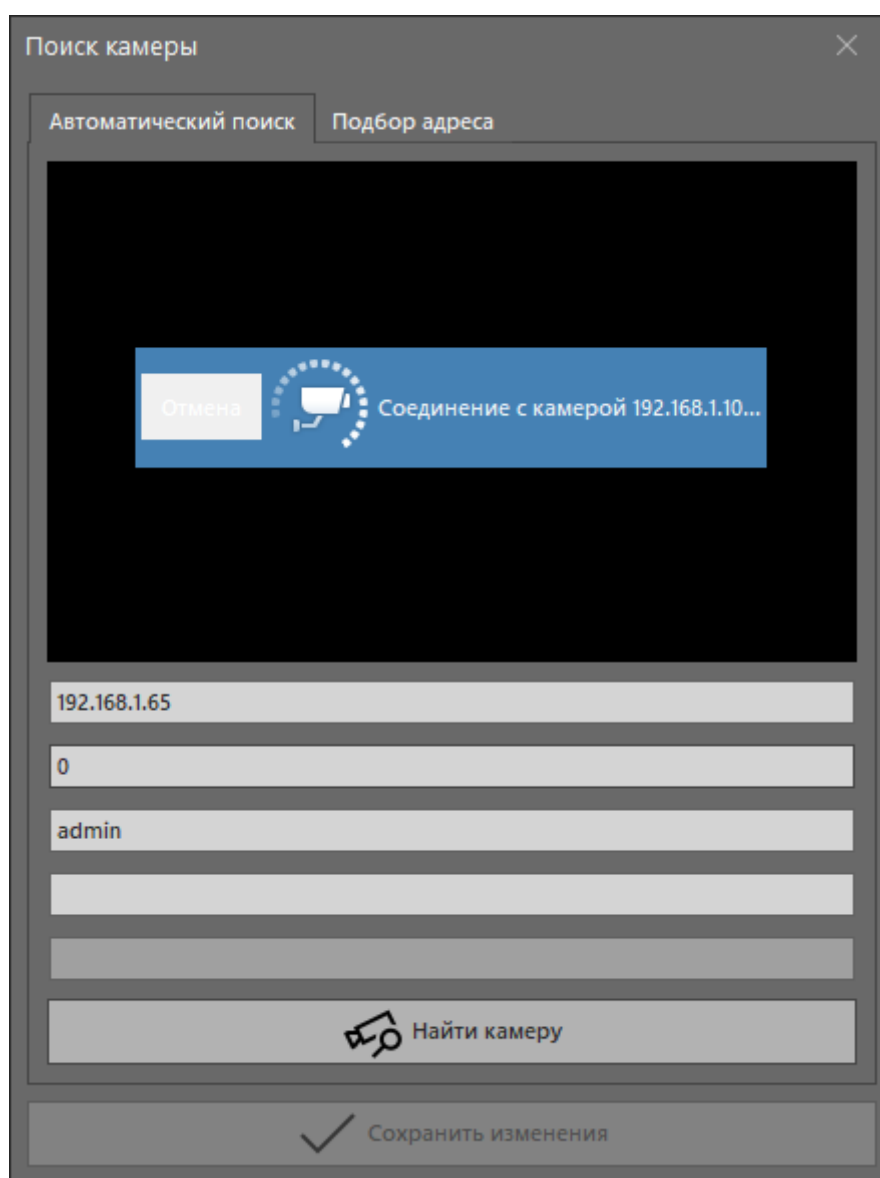 Поиск камеры
Автоматический поиск
Подбор адреса
Отмена
Соединение с камерой 192.168.1.10...
192.168.1.65
0
admin
Найти камеру
Сохранить изменения